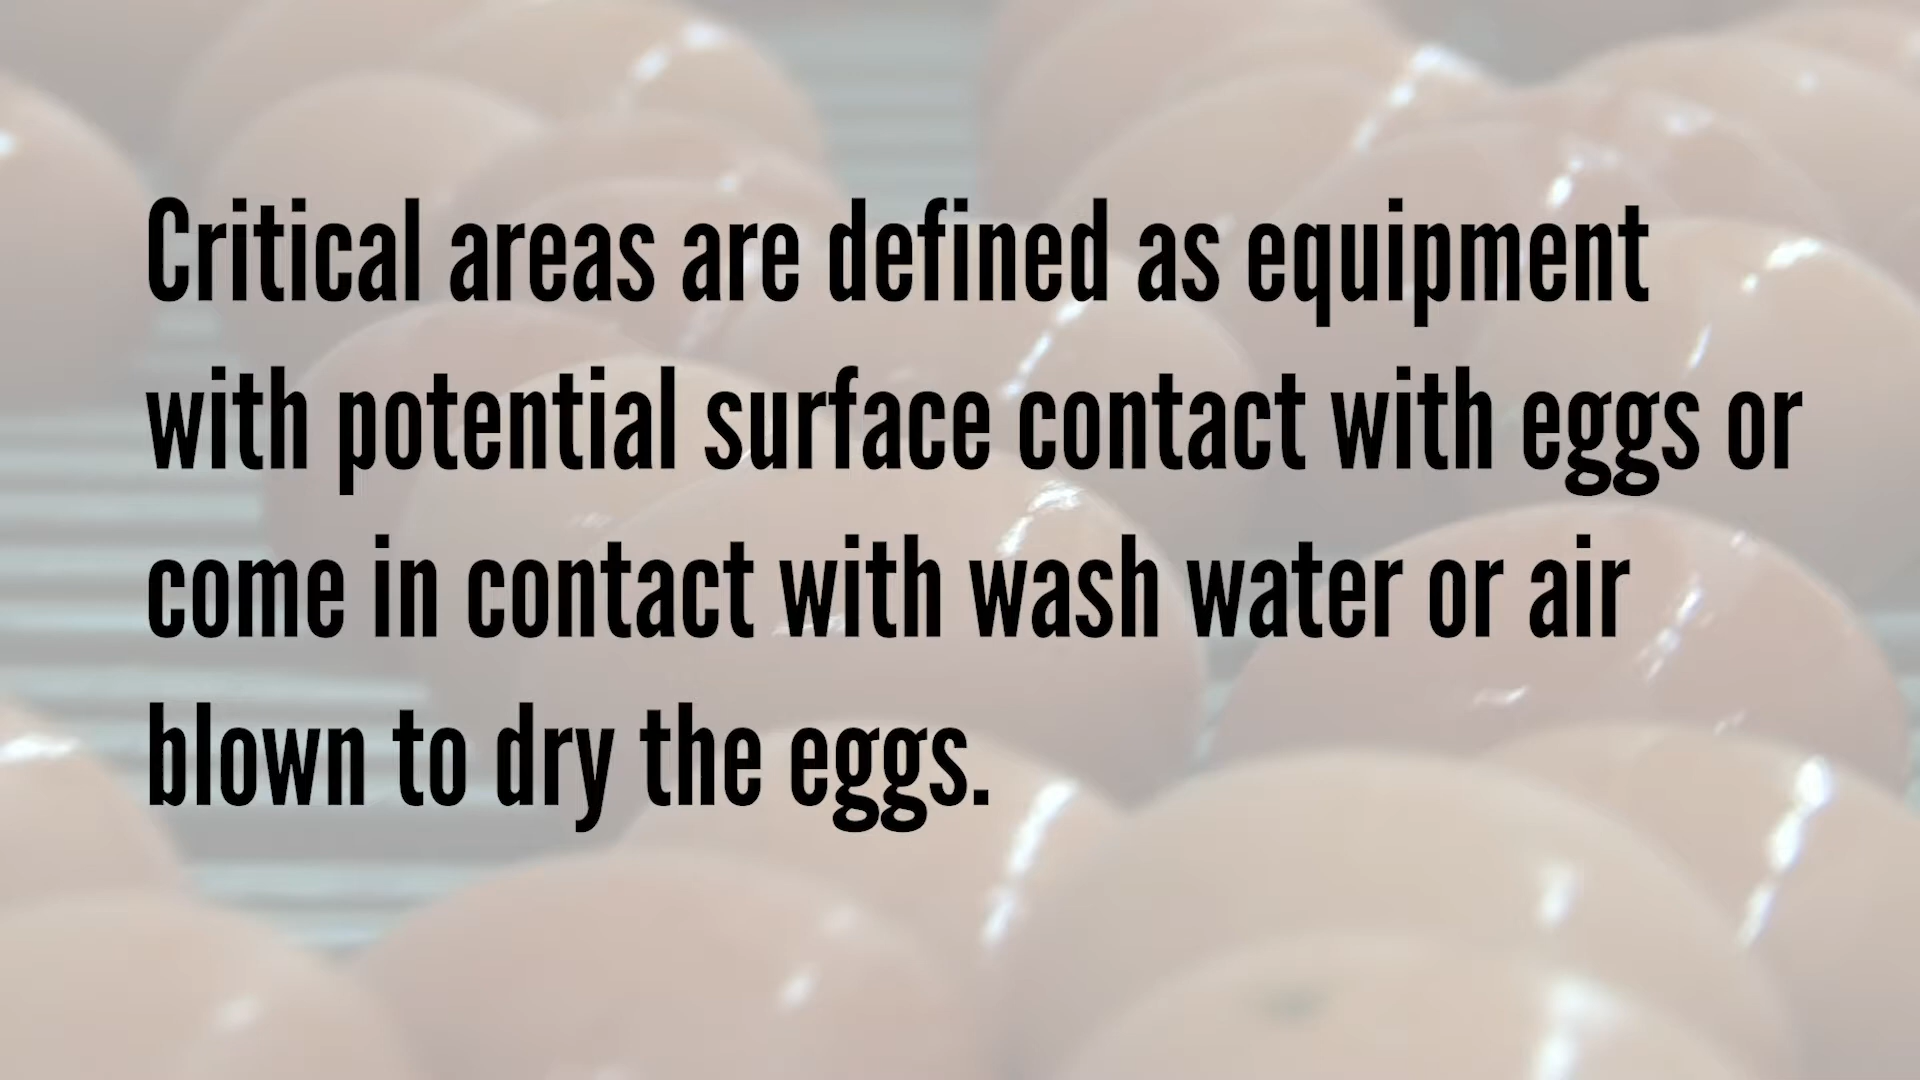 Critical areas are defined as equipment
with potential surface contact with eggs or
come in contact with wash water or air
blown to dry the eggs.